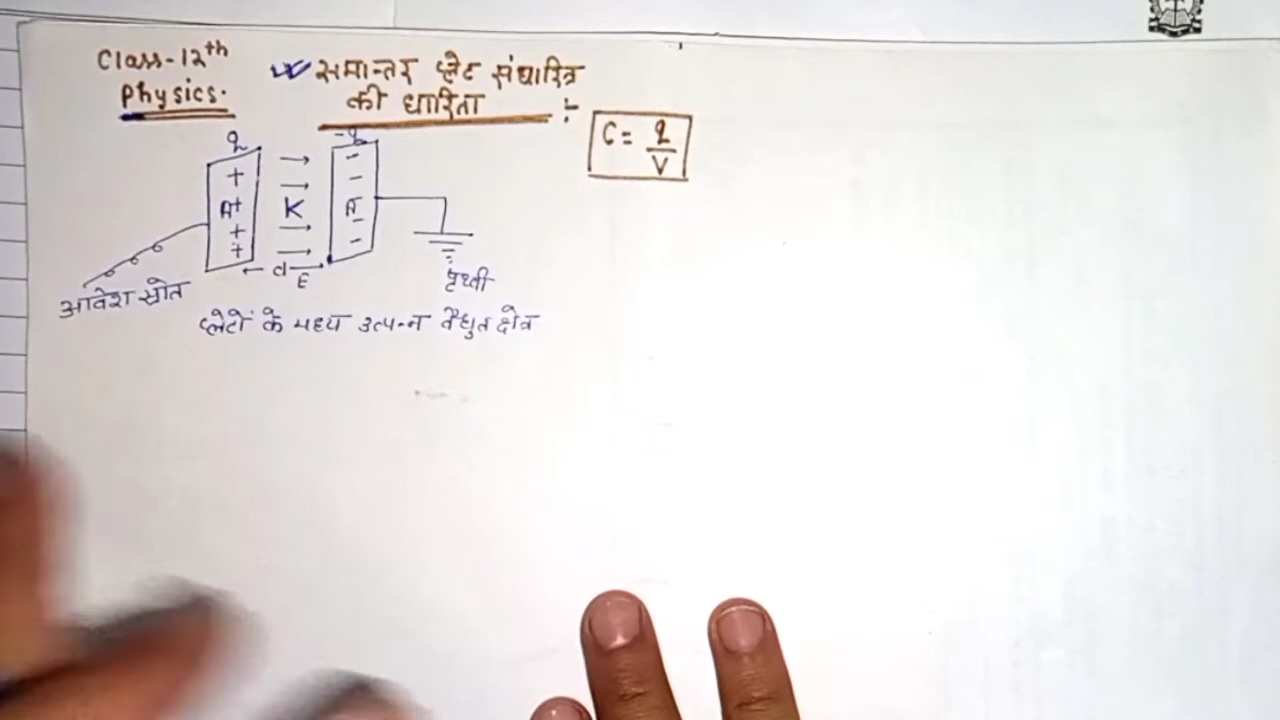 Class-12th
Physics.
समान्तर प्लेट संधारित्र
की धारिता :-
C = q/V
q
-q
+ + + +
- - - -
A
K
A
d
E
आवेश स्रोत
पृथ्वी
प्लेटों के मध्य उत्पन्न वैधुत क्षेत्र